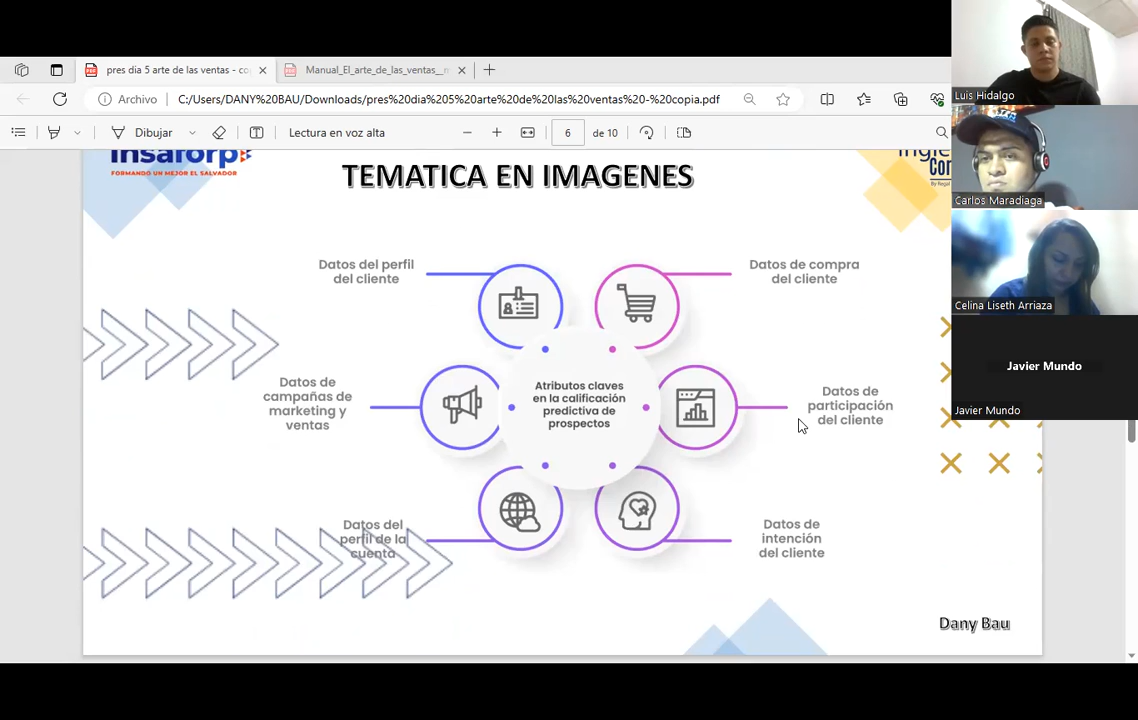 pres dia 5 arte de las ventas - co
Manual_El_arte_de_las_ventas_
Archivo
C:/Users/DANY%20BAU/Downloads/pres%20dia%205%20arte%20de%20las%20ventas%20-%20copia.pdf
Dibujar
Lectura en voz alta
6
de 10
insaforp
FORMANDO UN MEJOR EL SALVADOR
TEMATICA EN IMAGENES
Datos del perfil
del cliente
Datos de compra
del cliente
Datos de
campañas de
marketing y
ventas
Atributos claves
en la calificación
predictiva de
prospectos
Datos de
participación
del cliente
Datos del
perfil de la
cuenta
Datos de
intención
del cliente
Dany Bau
Luis Hidalgo
Carlos Maradiaga
Celina Liseth Arriaza
Javier Mundo
Javier Mundo